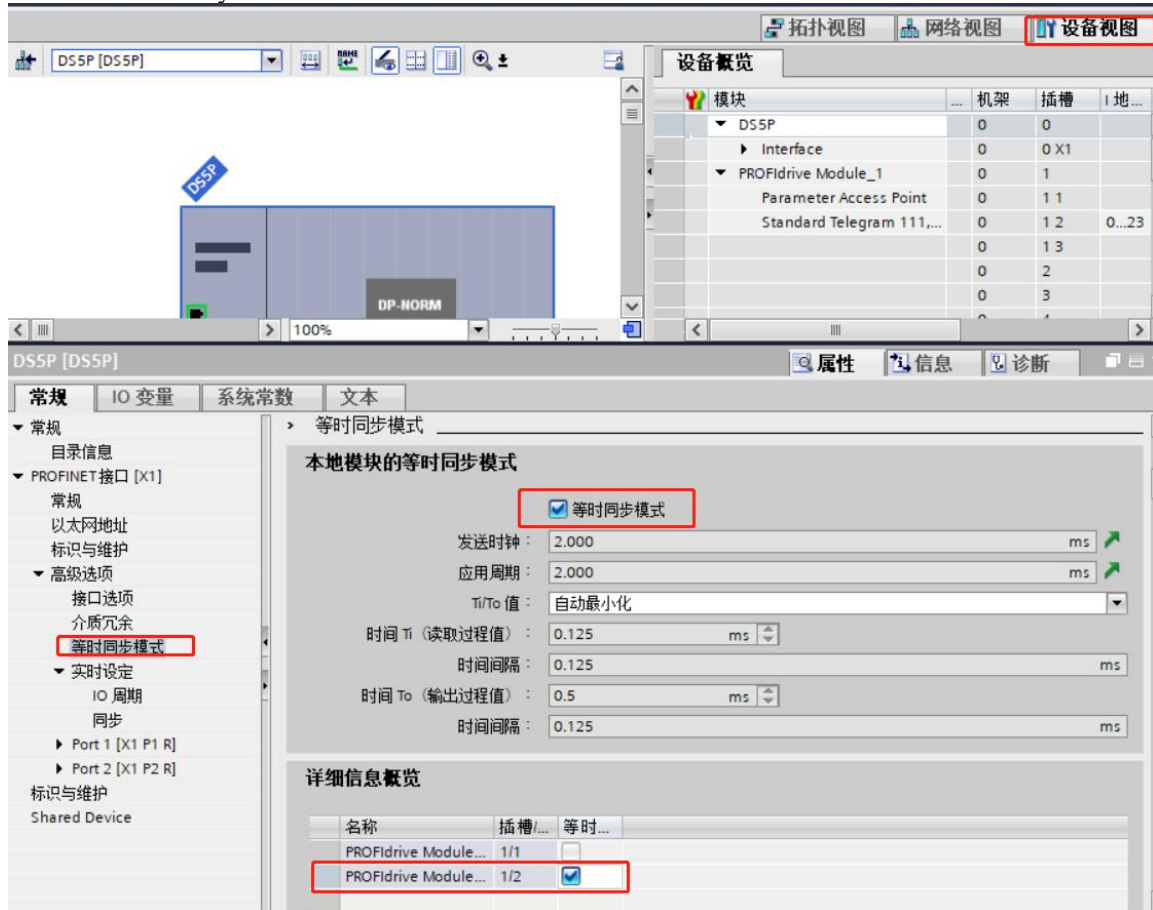 拓扑视图 网络视图 设备视图
DS5P [DS5P]
设备概览
模块 ... 机架 插槽 I 地...
DS5P 0 0
Interface 0 0 X1
PROFIdrive Module_1 0 1
Parameter Access Point 0 1 1
Standard Telegram 111,... 0 1 2 0...23
0 1 3
0 2
0 3
DS5P
DP-NORM
100%
DS5P [DS5P] 属性 信息 诊断
常规 IO 变量 系统常数 文本
常规
目录信息
PROFINET接口 [X1]
常规
以太网地址
标识与维护
高级选项
接口选项
介质冗余
等时同步模式
实时设定
IO 周期
同步
Port 1 [X1 P1 R]
Port 2 [X1 P2 R]
标识与维护
Shared Device
等时同步模式
本地模块的等时同步模式
等时同步模式
发送时钟： 2.000 ms
应用周期： 2.000 ms
Ti/To 值： 自动最小化
时间 Ti（读取过程值）： 0.125 ms
时间间隔： 0.125 ms
时间 To（输出过程值）： 0.5 ms
时间间隔： 0.125 ms
详细信息概览
名称 插槽/... 等时...
PROFIdrive Module... 1/1
PROFIdrive Module... 1/2